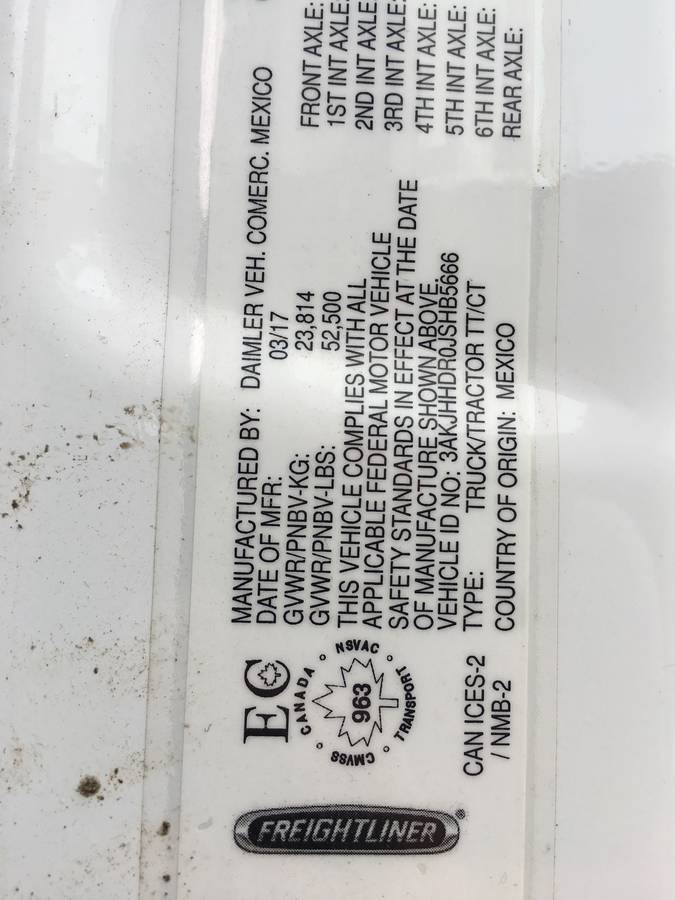 FREIGHTLINER®
EC
CANADA
NSVAC
TRANSPORT
CMVSS
963
CAN ICES-2
/ NMB-2
MANUFACTURED BY: DAIMLER VEH. COMERC. MEXICO
DATE OF MFR: 03/17
GVWR/PNBV-KG: 23,814
GVWR/PNBV-LBS: 52,500
THIS VEHICLE COMPLIES WITH ALL
APPLICABLE FEDERAL MOTOR VEHICLE
SAFETY STANDARDS IN EFFECT AT THE DATE
OF MANUFACTURE SHOWN ABOVE.
VEHICLE ID NO: 3AKJHHDR0JSHB5666
TYPE: TRUCK/TRACTOR TT/CT
COUNTRY OF ORIGIN: MEXICO
FRONT AXLE:
1ST INT AXLE:
2ND INT AXLE:
3RD INT AXLE:
4TH INT AXLE:
5TH INT AXLE:
6TH INT AXLE:
REAR AXLE: